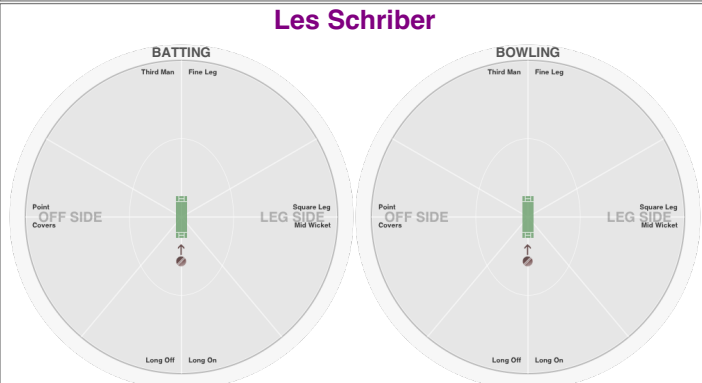 Les Schriber
BATTING
Third Man
Fine Leg
Point
OFF SIDE
Covers
Square Leg
LEG SIDE
Mid Wicket
Long Off
Long On
BOWLING
Third Man
Fine Leg
Point
OFF SIDE
Covers
Square Leg
LEG SIDE
Mid Wicket
Long Off
Long On